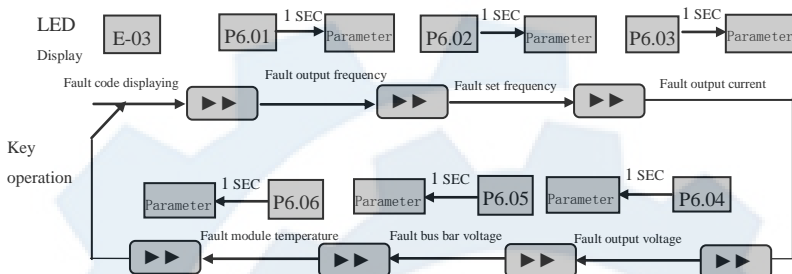 LED
Display
E-03
P6.01
1 SEC
Parameter
P6.02
1 SEC
Parameter
P6.03
1 SEC
Parameter
Fault code displaying
Fault output frequency
Fault set frequency
Fault output current
Key
operation
Parameter
1 SEC
P6.06
Parameter
1 SEC
P6.05
Parameter
1 SEC
P6.04
Fault module temperature
Fault bus bar voltage
Fault output voltage